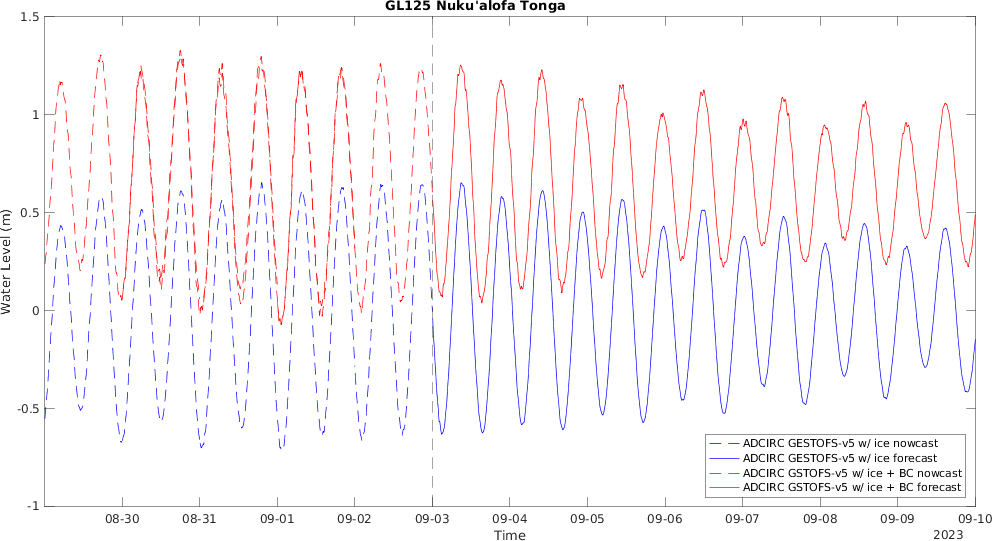 GL125 Nuku'alofa Tonga
1.5
1
0.5
0
-0.5
-1
Water Level (m)
ADCIRC GESTOFS-v5 w/ ice nowcast
ADCIRC GESTOFS-v5 w/ ice forecast
ADCIRC GSTOFS-v5 w/ ice + BC nowcast
ADCIRC GSTOFS-v5 w/ ice + BC forecast
08-30 08-31 09-01 09-02 09-03 09-04 09-05 09-06 09-07 09-08 09-09 09-10
Time
2023